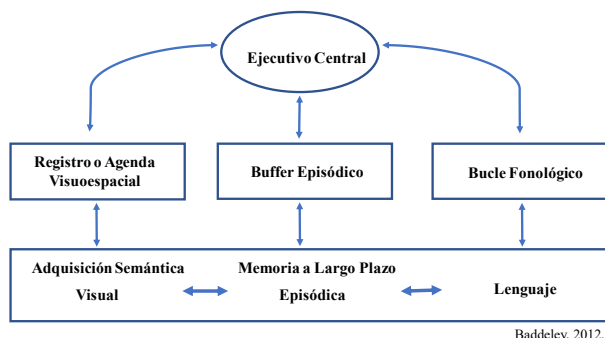 Ejecutivo Central
Registro o Agenda
Visuoespacial
Buffer Episódico
Bucle Fonológico
Adquisición Semántica
Visual
Memoria a Largo Plazo
Episódica
Lenguaje
Baddeley, 2012.